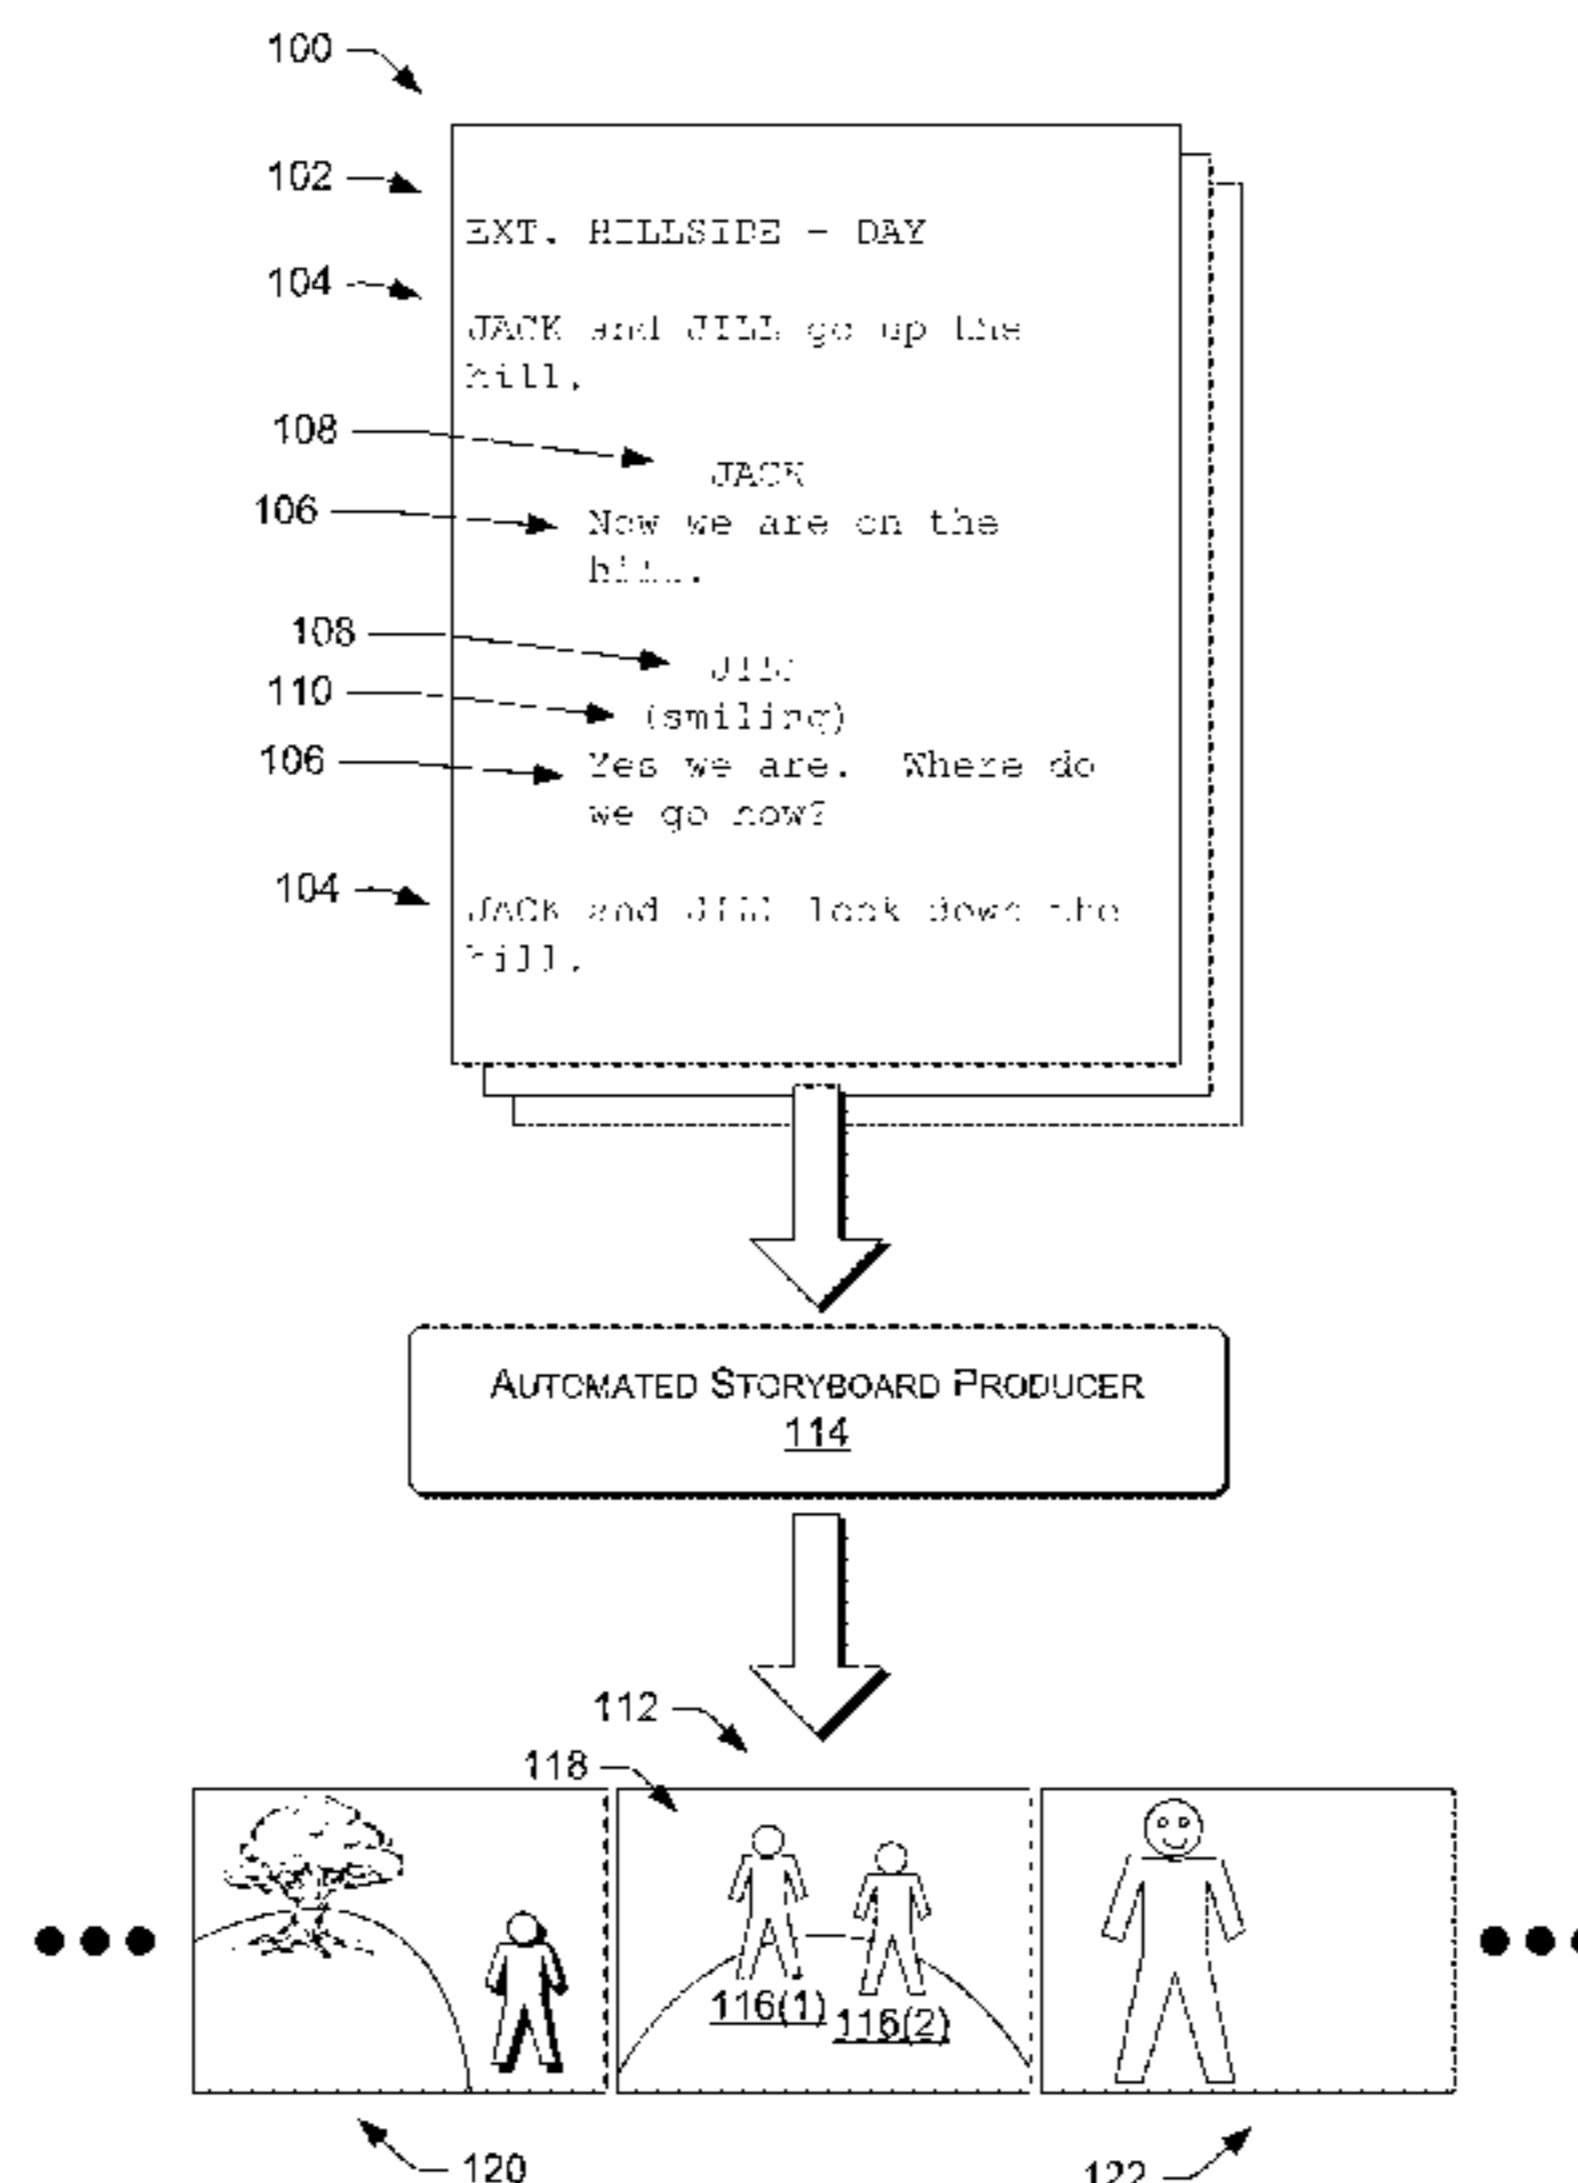 100
102
EXT. HILLSIDE - DAY
104
JACK and JILL go up the
hill.
108
JACK
106
Now we are on the
hill.
108
JILL
110
(smiling)
106
Yes we are. Where do
we go now?
104
JACK and JILL look down the
hill.
AUTOMATED STORYBOARD PRODUCER
114
112
118
116(1)
116(2)
120
122